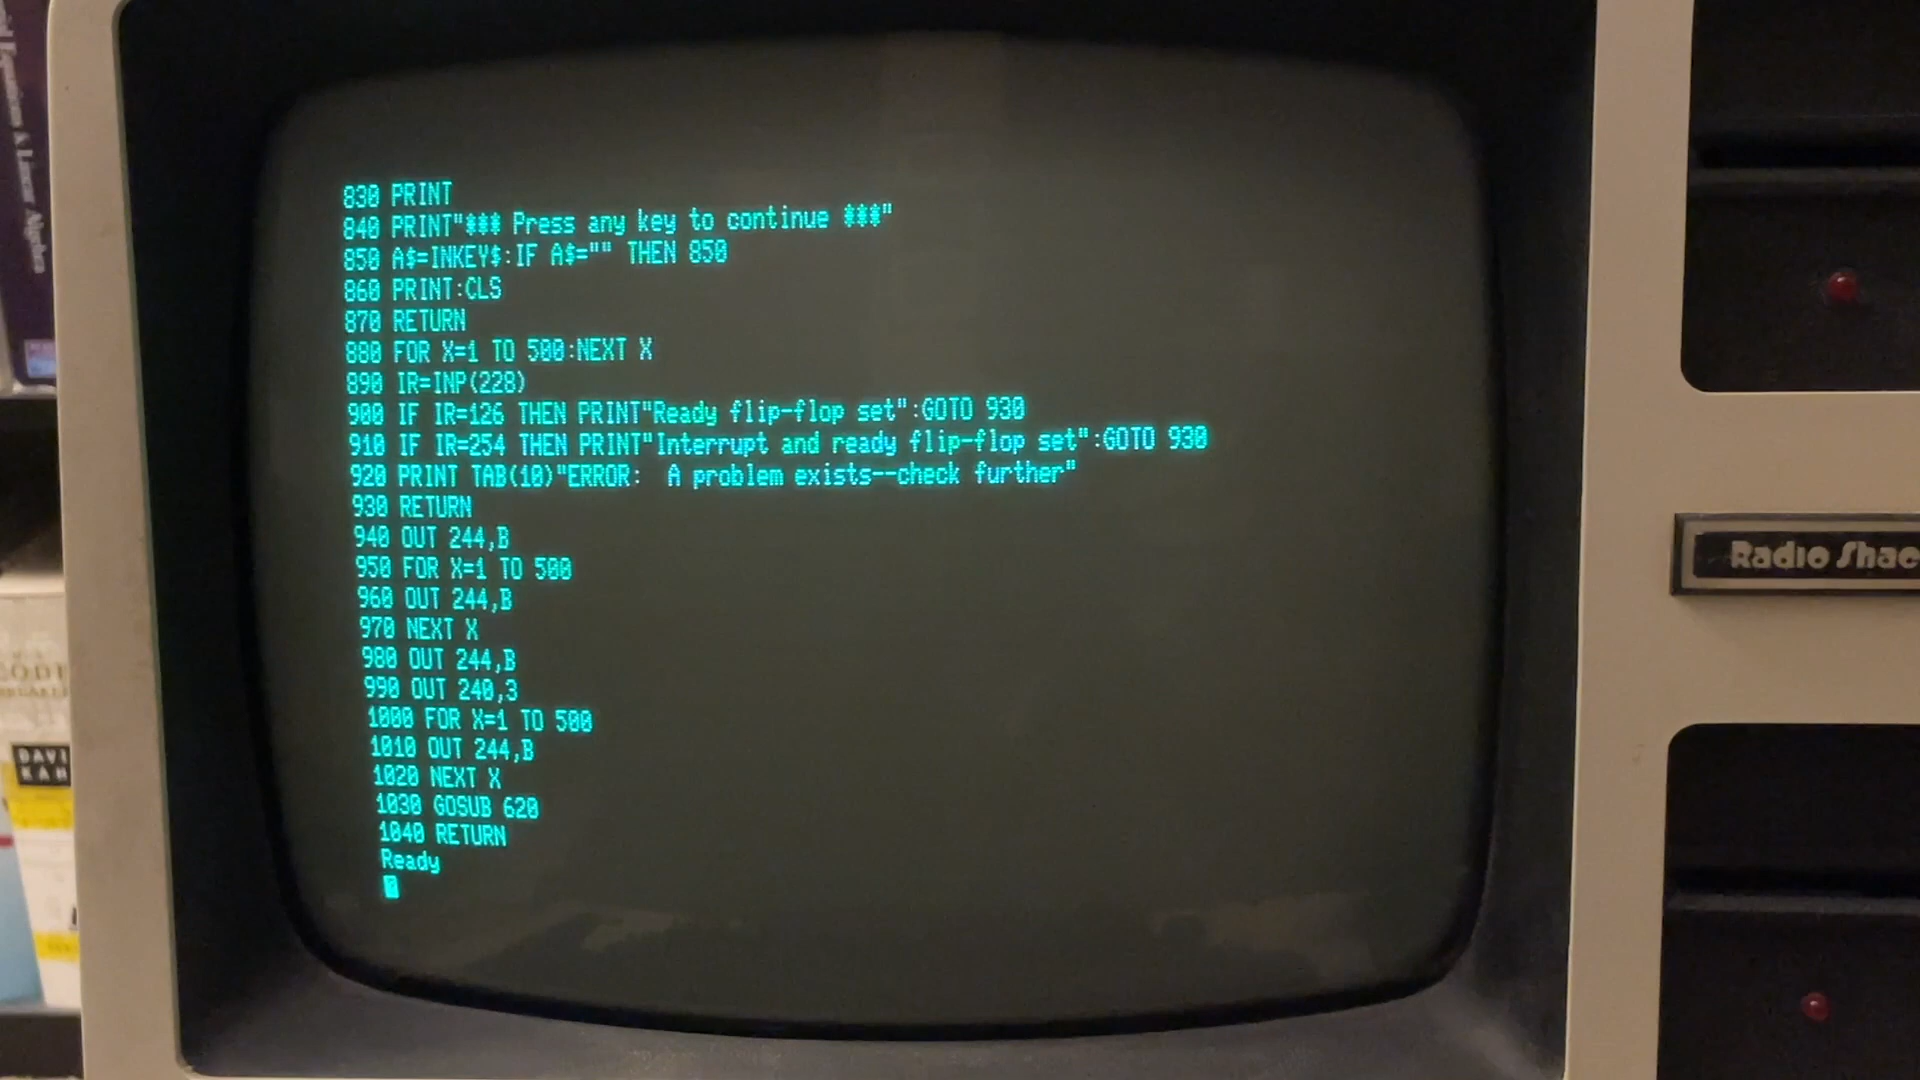 830 PRINT
840 PRINT"*** Press any key to continue ***"
850 A$=INKEY$:IF A$="" THEN 850
860 PRINT:CLS
870 RETURN
880 FOR X=1 TO 500:NEXT X
890 IR=INP(228)
900 IF IR=126 THEN PRINT"Ready flip-flop set":GOTO 930
910 IF IR=254 THEN PRINT"Interrupt and ready flip-flop set":GOTO 930
920 PRINT TAB(10)"ERROR:  A problem exists--check further"
930 RETURN
940 OUT 244,B
950 FOR X=1 TO 500
960 OUT 244,B
970 NEXT X
980 OUT 244,B
990 OUT 240,3
1000 FOR X=1 TO 500
1010 OUT 244,B
1020 NEXT X
1030 GOSUB 620
1040 RETURN
Ready
Radio Shac
& Linear Algebra
DAVI
KAH